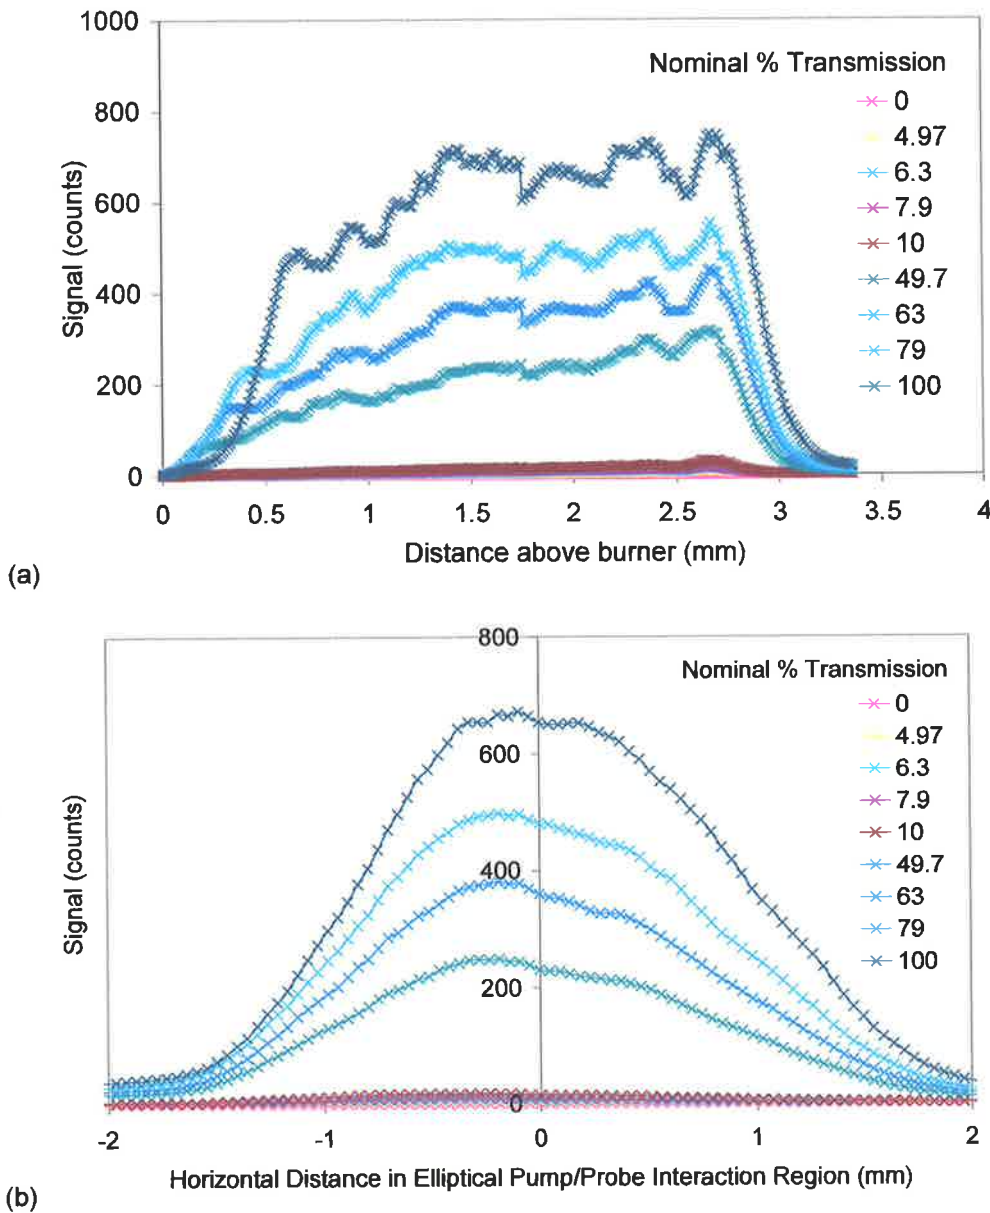 1000
800
600
400
200
0
Signal (counts)
Nominal % Transmission
0
4.97
6.3
7.9
10
49.7
63
79
100
0 0.5 1 1.5 2 2.5 3 3.5 4
Distance above burner (mm)
(a)
800
600
400
200
0
Signal (counts)
Nominal % Transmission
0
4.97
6.3
7.9
10
49.7
63
79
100
-2 -1 0 1 2
Horizontal Distance in Elliptical Pump/Probe Interaction Region (mm)
(b)